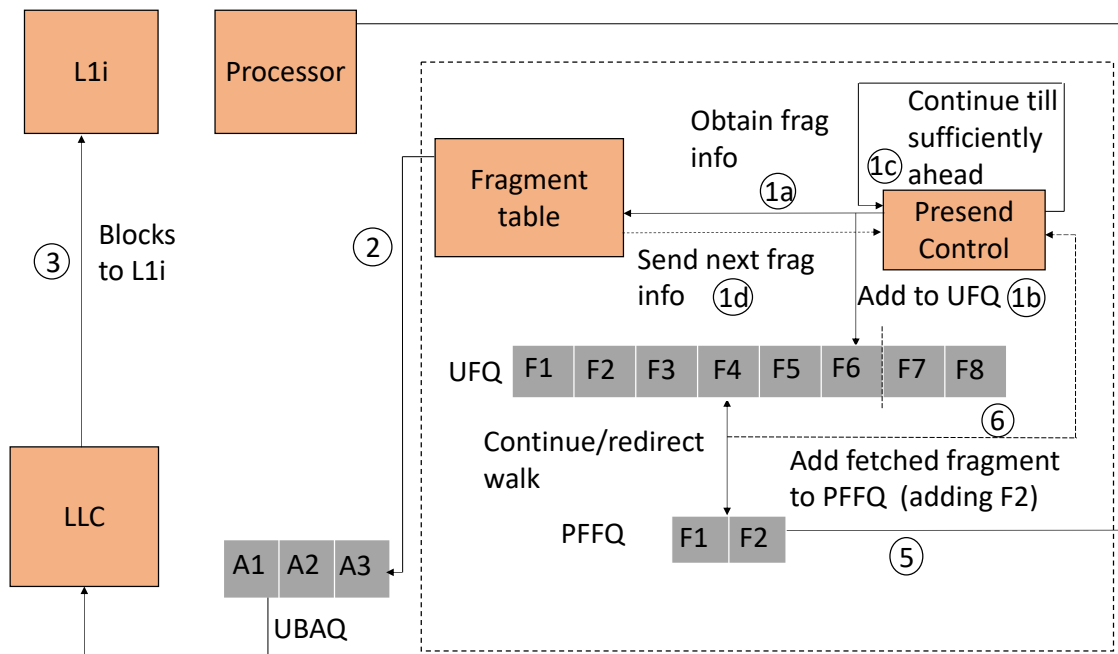 L1i
Processor
Continue till
sufficiently
ahead
Obtain frag
info
1c
1a
Fragment
table
Presend
Control
3
Blocks
to L1i
2
Send next frag
info
1d
Add to UFQ
1b
UFQ
F1 F2 F3 F4 F5 F6 F7 F8
6
Continue/redirect
walk
Add fetched fragment
to PFFQ (adding F2)
LLC
PFFQ
F1 F2
5
A1 A2 A3
UBAQ